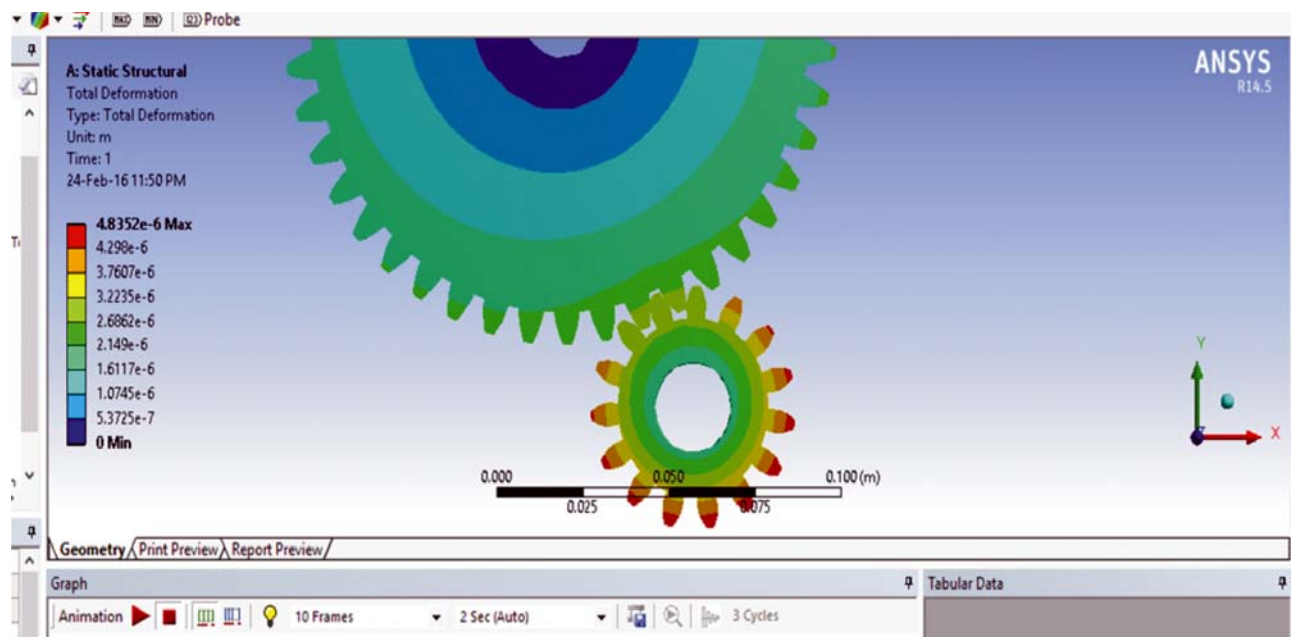 MAX MIN Probe
A: Static Structural
Total Deformation
Type: Total Deformation
Unit: m
Time: 1
24-Feb-16 11:50 PM
4.8352e-6 Max
4.298e-6
3.7607e-6
3.2235e-6
2.6862e-6
2.149e-6
1.6117e-6
1.0745e-6
5.3725e-7
0 Min
ANSYS
R14.5
Y
X
0.000 0.050 0.100 (m)
0.025 0.075
Geometry Print Preview Report Preview
Graph
Tabular Data
Animation 10 Frames 2 Sec (Auto) 3 Cycles